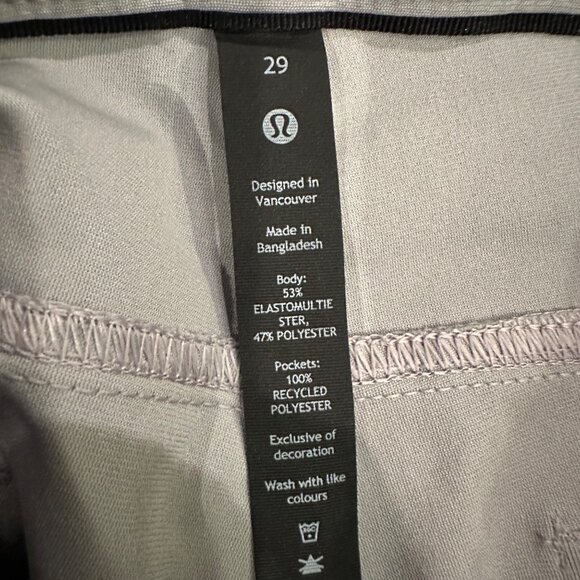 29
Designed in
Vancouver
Made in
Bangladesh
Body:
53%
ELASTOMULTIE
STER,
47% POLYESTER
Pockets:
100%
RECYCLED
POLYESTER
Exclusive of
decoration
Wash with like
colours
30C